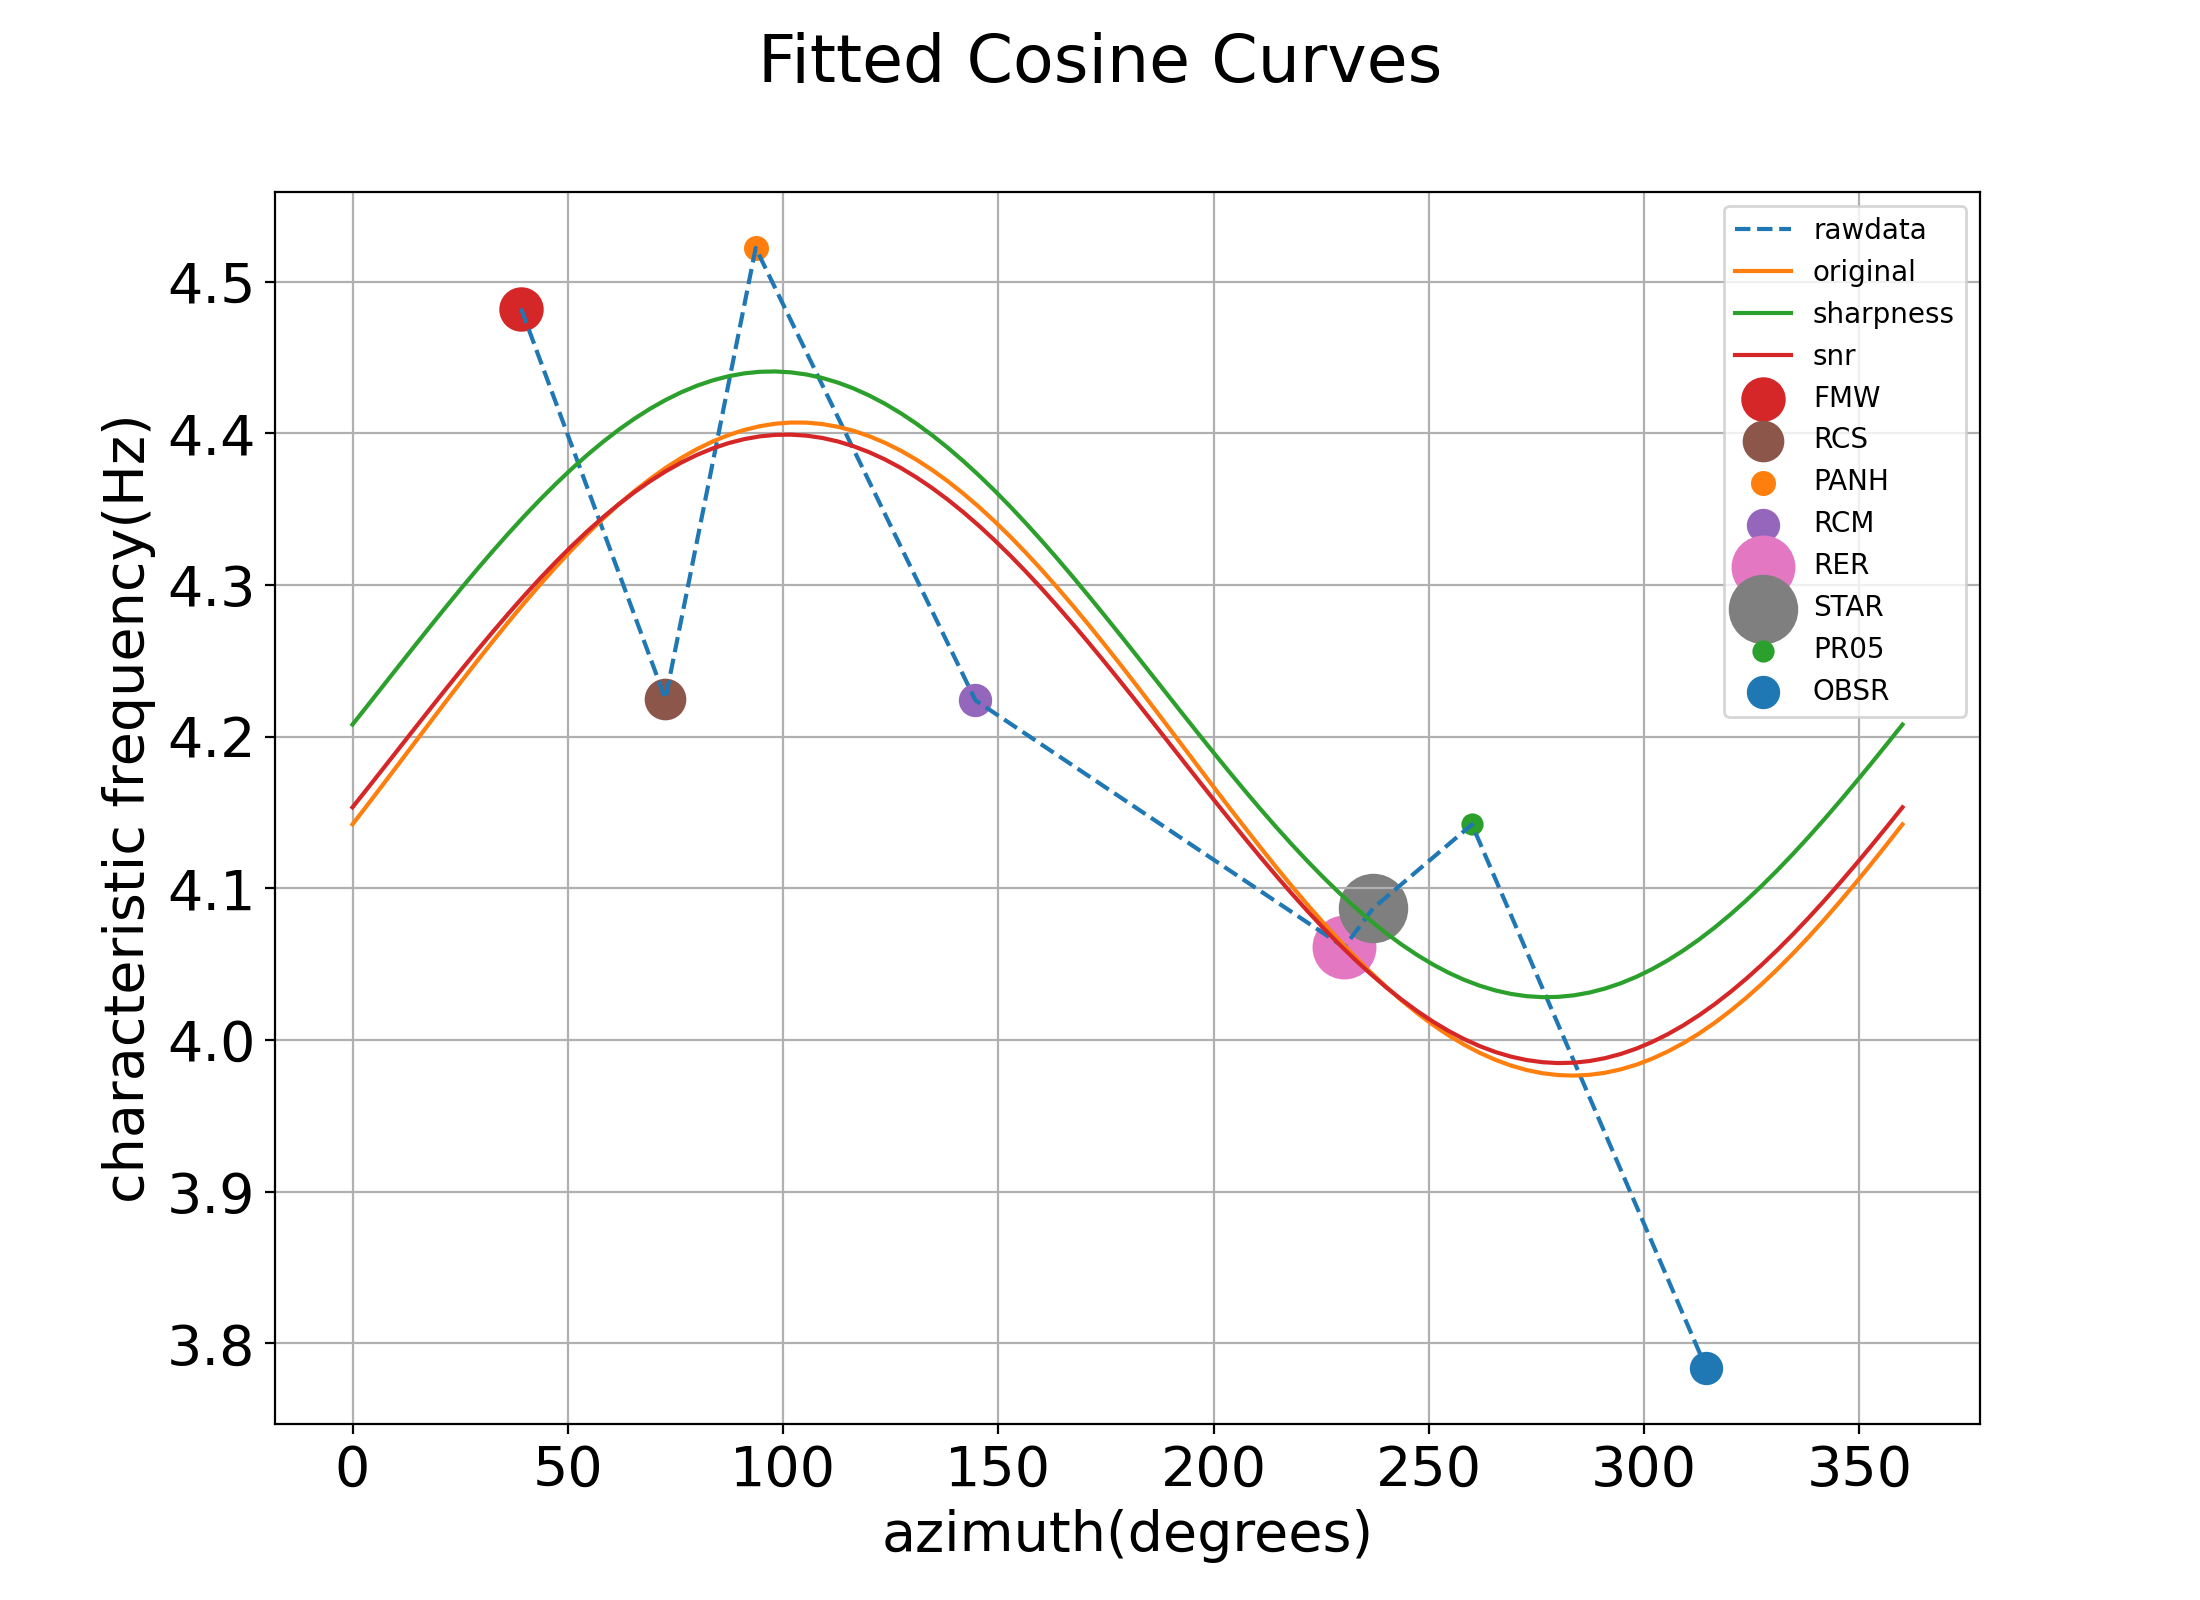 Fitted Cosine Curves
characteristic frequency(Hz)
4.5
4.4
4.3
4.2
4.1
4.0
3.9
3.8
rawdata
original
sharpness
snr
FMW
RCS
PANH
RCM
RER
STAR
PR05
OBSR
0 50 100 150 200 250 300 350
azimuth(degrees)